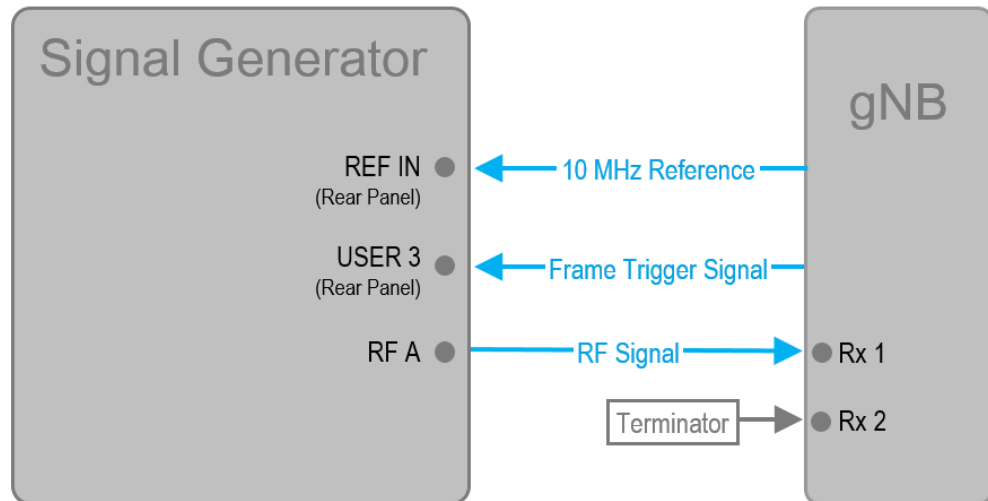 Signal Generator
gNB
REF IN
(Rear Panel)
10 MHz Reference
USER 3
(Rear Panel)
Frame Trigger Signal
RF A
RF Signal
Rx 1
Terminator
Rx 2